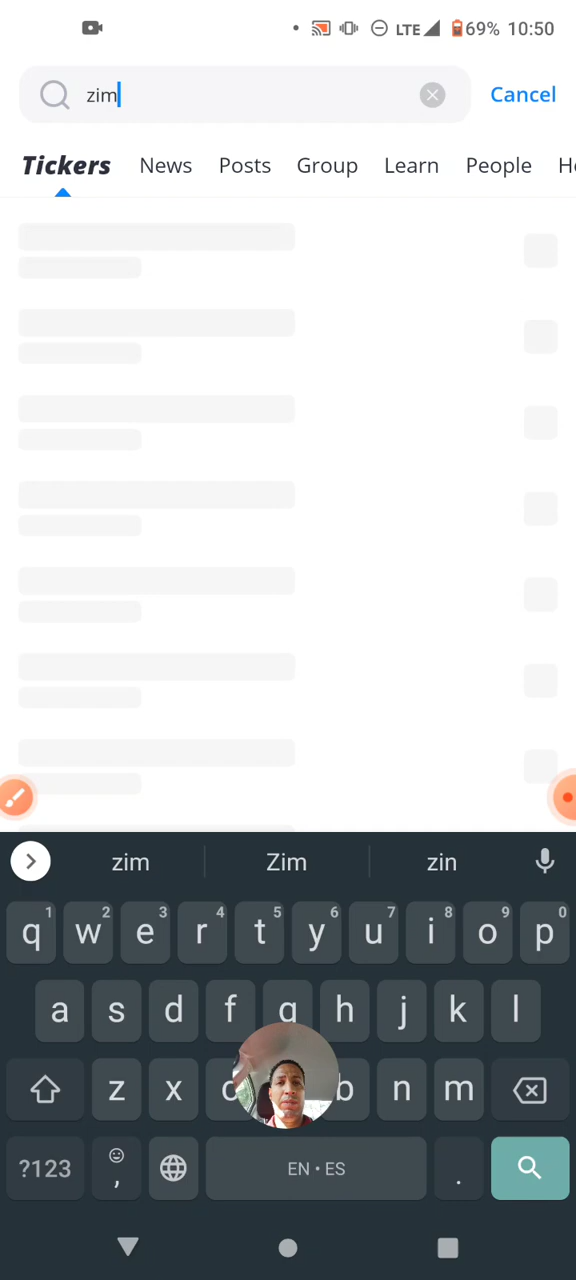 LTE 69% 10:50
zim Cancel
Tickers News Posts Group Learn People
zim Zim zin
1 2 3 4 5 6 7 8 9 0
q w e r t y u i o p
a s d f g h j k l
z x c b n m
?123 , EN • ES .